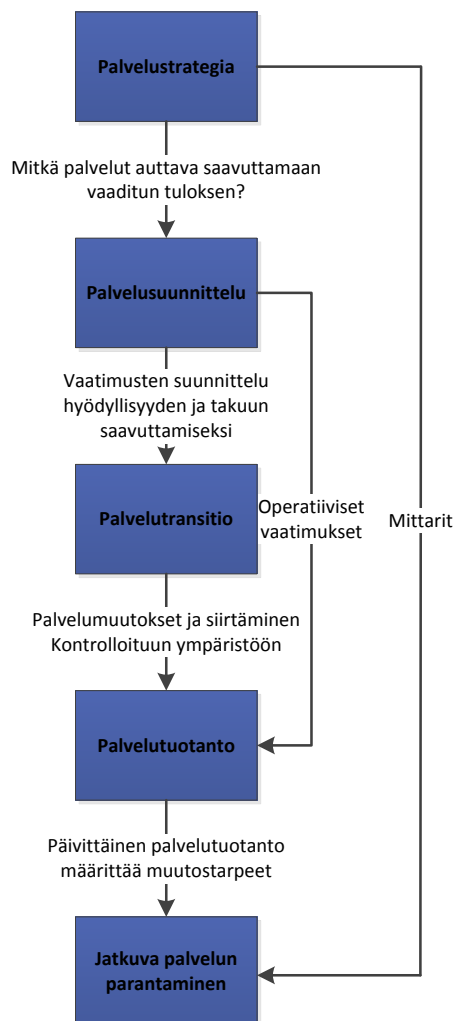 Palvelustrategia
Mitkä palvelut auttava saavuttamaan
vaaditun tuloksen?
Palvelusuunnittelu
Vaatimusten suunnittelu
hyödyllisyyden ja takuun
saavuttamiseksi
Palvelutransitio
Operatiiviset
vaatimukset
Mittarit
Palvelumuutokset ja siirtäminen
Kontrolloituun ympäristöön
Palvelutuotanto
Päivittäinen palvelutuotanto
määrittää muutostarpeet
Jatkuva palvelun
parantaminen